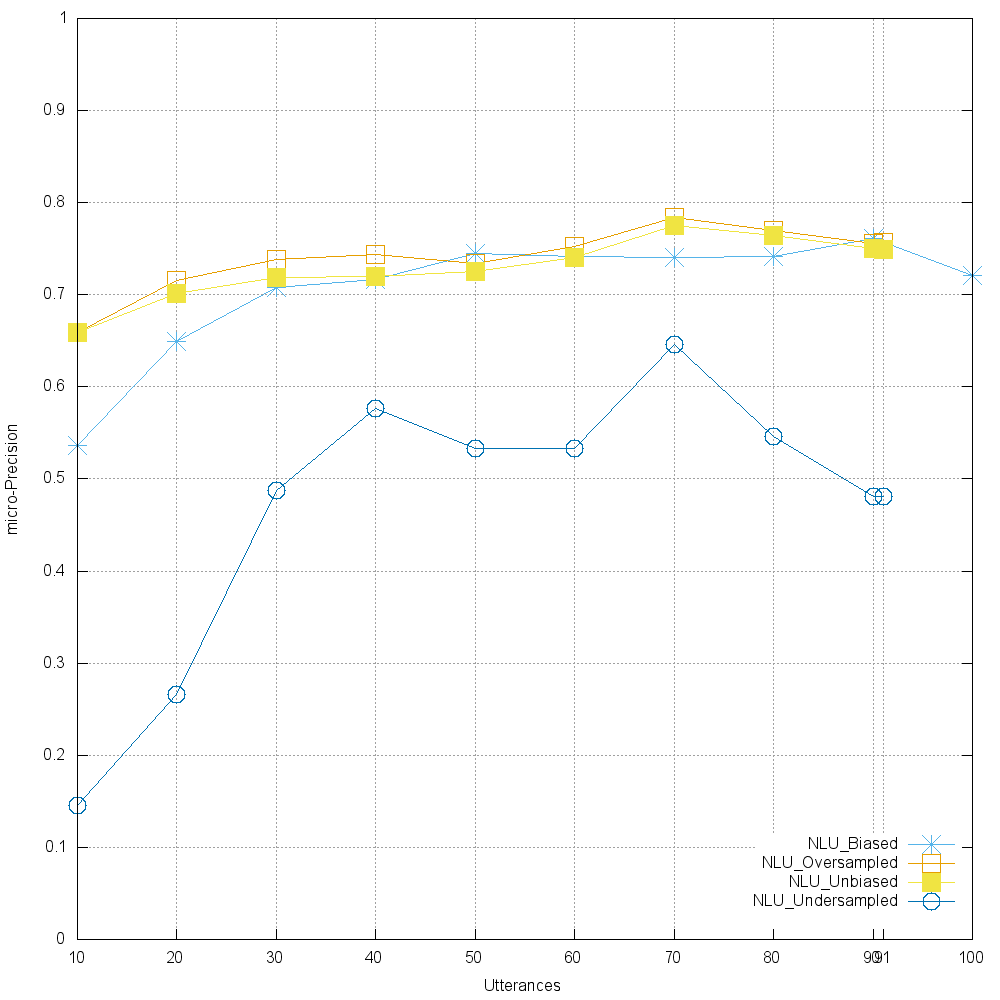 1
0.9
0.8
0.7
0.6
0.5
0.4
0.3
0.2
0.1
0
micro-Precision
NLU_Biased
NLU_Oversampled
NLU_Unbiased
NLU_Undersampled
10 20 30 40 50 60 70 80 90 91 100
Utterances